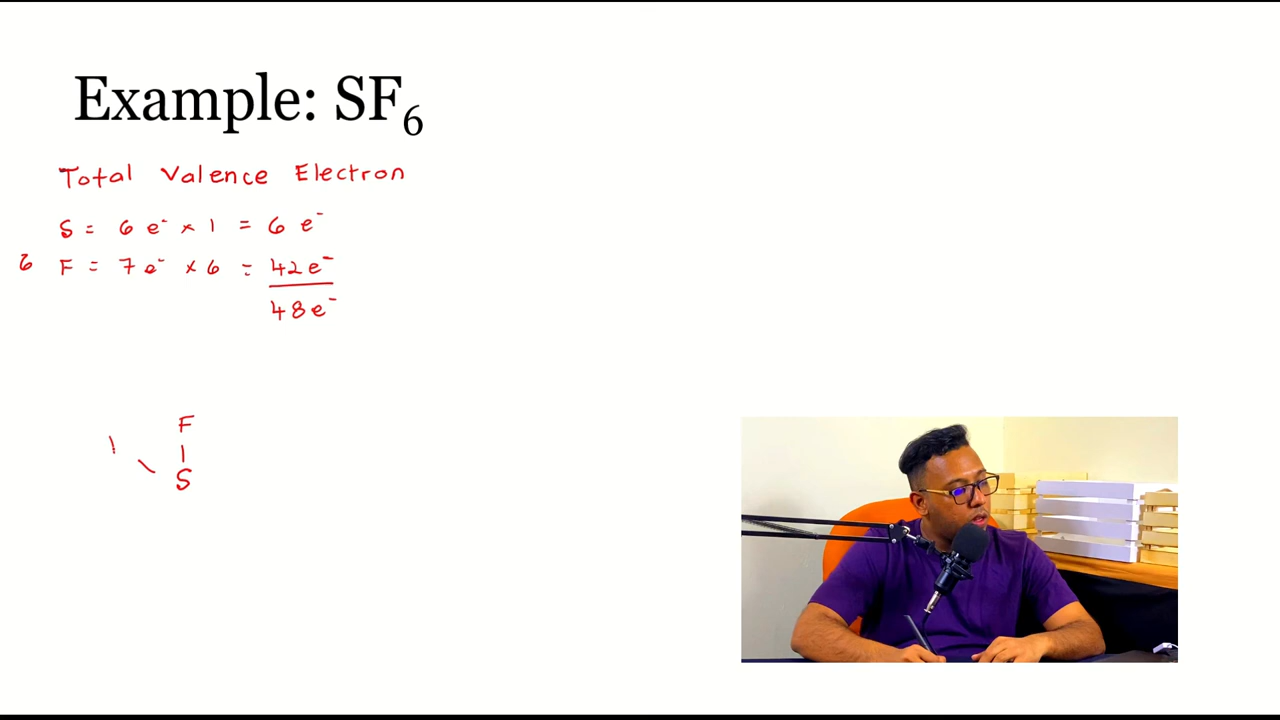 Example: SF₆
Total Valence Electron
S = 6 e⁻ × 1 = 6 e⁻
6 F = 7 e⁻ × 6 = 42 e⁻
48 e⁻
F
S